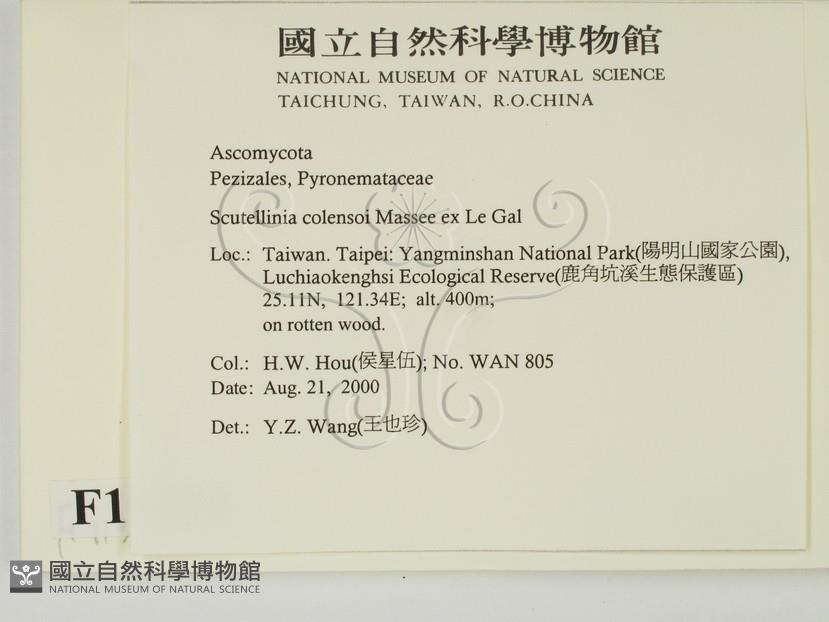 國立自然科學博物館
NATIONAL MUSEUM OF NATURAL SCIENCE
TAICHUNG, TAIWAN, R.O.CHINA
Ascomycota
Pezizales, Pyronemataceae
Scutellinia colensoi Massee ex Le Gal
Loc.: Taiwan. Taipei: Yangminshan National Park(陽明山國家公園),
Luchiaokenghsi Ecological Reserve(鹿角坑溪生態保護區)
25.11N, 121.34E; alt. 400m;
on rotten wood.
Col.: H.W. Hou(侯星伍); No. WAN 805
Date: Aug. 21, 2000
Det.: Y.Z. Wang(王也珍)
F1
國立自然科學博物館
NATIONAL MUSEUM OF NATURAL SCIENCE